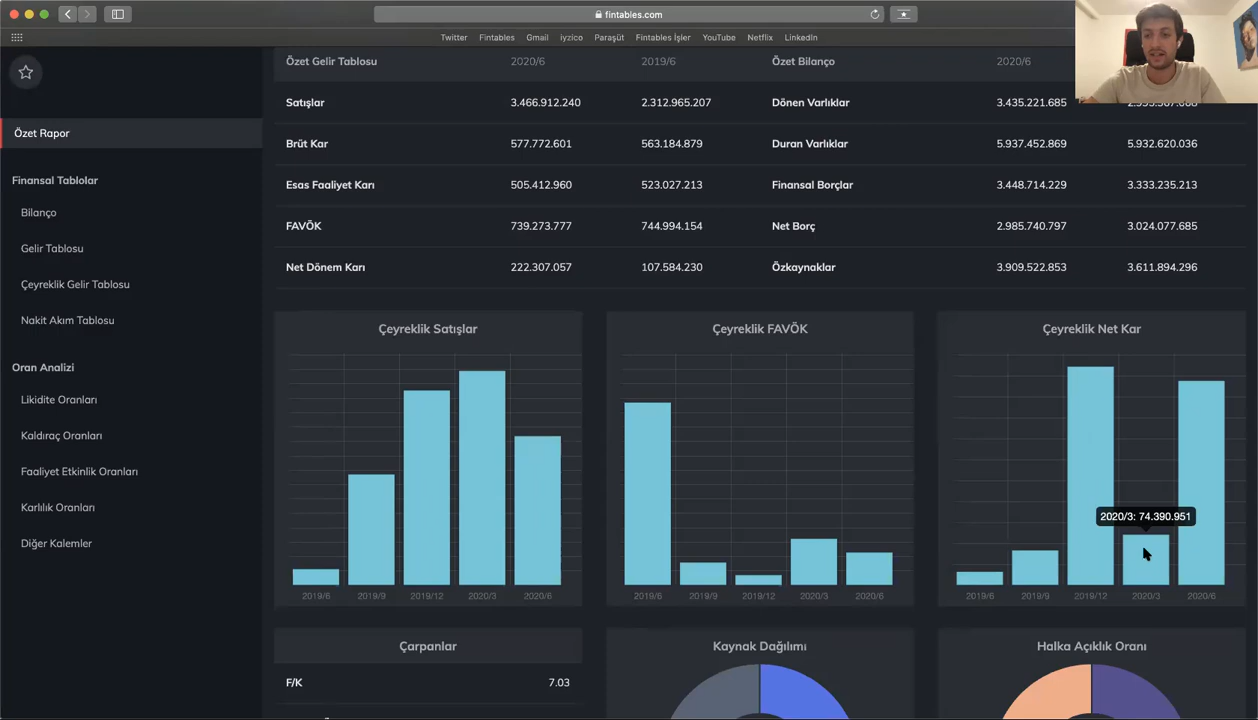 fintables.com
Twitter Fintables Gmail iyzico Paraşüt Fintables İşler YouTube Netflix LinkedIn
Özet Rapor
Finansal Tablolar
Bilanço
Gelir Tablosu
Çeyreklik Gelir Tablosu
Nakit Akım Tablosu
Oran Analizi
Likidite Oranları
Kaldıraç Oranları
Faaliyet Etkinlik Oranları
Karlılık Oranları
Diğer Kalemler
Özet Gelir Tablosu 2020/6 2019/6 Özet Bilanço 2020/6
Satışlar 3.466.912.240 2.312.965.207 Dönen Varlıklar 3.435.221.685
Brüt Kar 577.772.601 563.184.879 Duran Varlıklar 5.937.452.869 5.932.620.036
Esas Faaliyet Karı 505.412.960 523.027.213 Finansal Borçlar 3.448.714.229 3.333.235.213
FAVÖK 739.273.777 744.994.154 Net Borç 2.985.740.797 3.024.077.685
Net Dönem Karı 222.307.057 107.584.230 Özkaynaklar 3.909.522.853 3.611.894.296
Çeyreklik Satışlar
2019/6 2019/9 2019/12 2020/3 2020/6
Çeyreklik FAVÖK
2019/6 2019/9 2019/12 2020/3 2020/6
Çeyreklik Net Kar
2020/3: 74.390.951
2019/6 2019/9 2019/12 2020/3 2020/6
Çarpanlar
F/K 7.03
Kaynak Dağılımı
Halka Açıklık Oranı